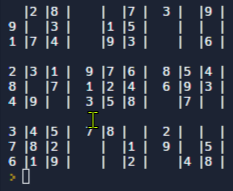 |2 |8 |     |  |7 |  3 |  |9 |
9 |  |3 |     |1 |5 |    |  |  |
1 |7 |4 |     |9 |3 |    |  |6 |

2 |3 |1 |  9 |7 |6 |  8 |5 |4 |
8 |  |7 |  1 |2 |4 |  6 |9 |3 |
4 |9 |  |  3 |5 |8 |  7 |  |  |

3 |4 |5 |  7 |8 |  |  2 |  |  |
7 |8 |2 |     |  |1 |  9 |  |5 |
6 |1 |9 |     |  |2 |    |4 |8 |
>